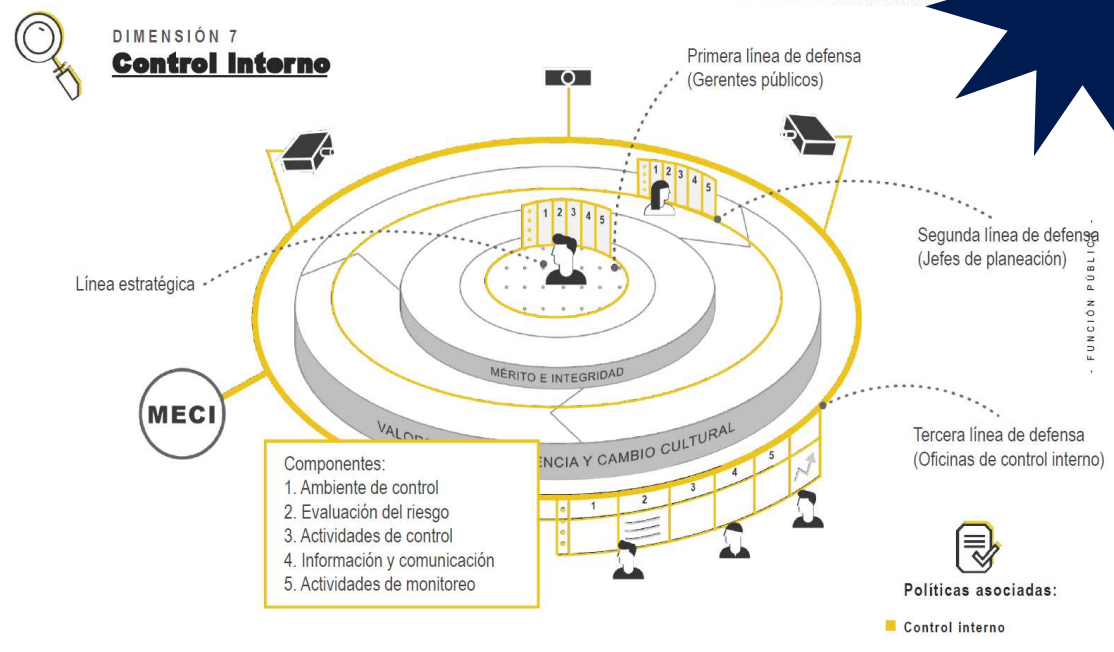 DIMENSIÓN 7
Control Interno
Primera línea de defensa
(Gerentes públicos)
1 2 3 4 5
1 2 3 4 5
Segunda línea de defensa
(Jefes de planeación)
- FUNCIÓN PÚBLICA -
Línea estratégica
MÉRITO E INTEGRIDAD
MECI
Y CAMBIO CULTURAL
Tercera línea de defensa
(Oficinas de control interno)
Componentes:
1. Ambiente de control
2. Evaluación del riesgo
3. Actividades de control
4. Información y comunicación
5. Actividades de monitoreo
1 2 3 4 5
Políticas asociadas:
Control interno